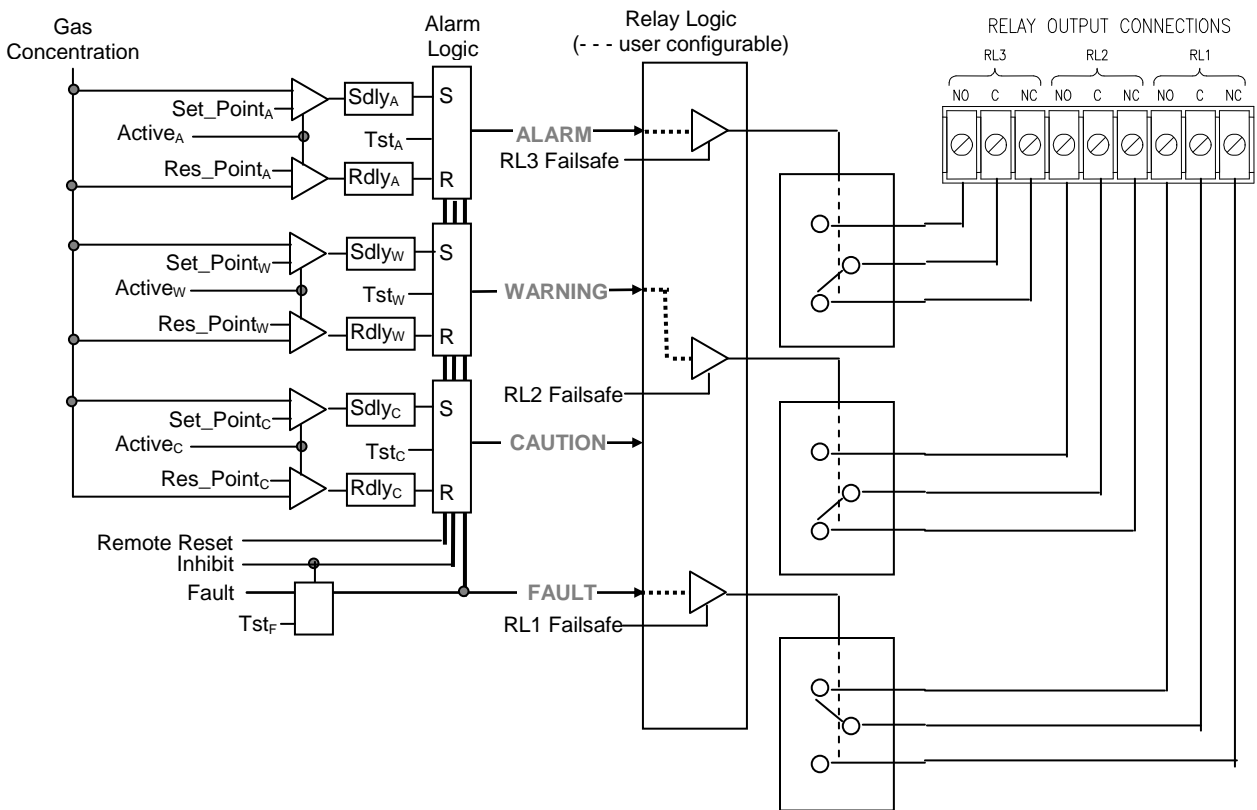 Gas
Concentration
Alarm
Logic
Relay Logic
(- - - user configurable)
RELAY OUTPUT CONNECTIONS
RL3 RL2 RL1
NO C NC NO C NC NO C NC
Set_PointA
SdlyA
S
ActiveA
TstA
ALARM
RL3 Failsafe
Res_PointA
RdlyA
R
Set_PointW
SdlyW
S
ActiveW
TstW
WARNING
Res_PointW
RdlyW
R
RL2 Failsafe
Set_PointC
SdlyC
S
ActiveC
TstC
CAUTION
Res_PointC
RdlyC
R
Remote Reset
Inhibit
Fault
FAULT
TstF
RL1 Failsafe